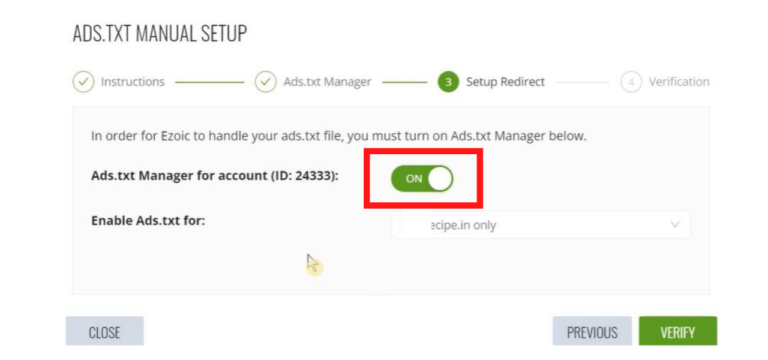 ADS.TXT MANUAL SETUP
Instructions Ads.txt Manager 3 Setup Redirect 4 Verification
In order for Ezoic to handle your ads.txt file, you must turn on Ads.txt Manager below.
Ads.txt Manager for account (ID: 24333): ON
Enable Ads.txt for: ecipe.in only
CLOSE PREVIOUS VERIFY